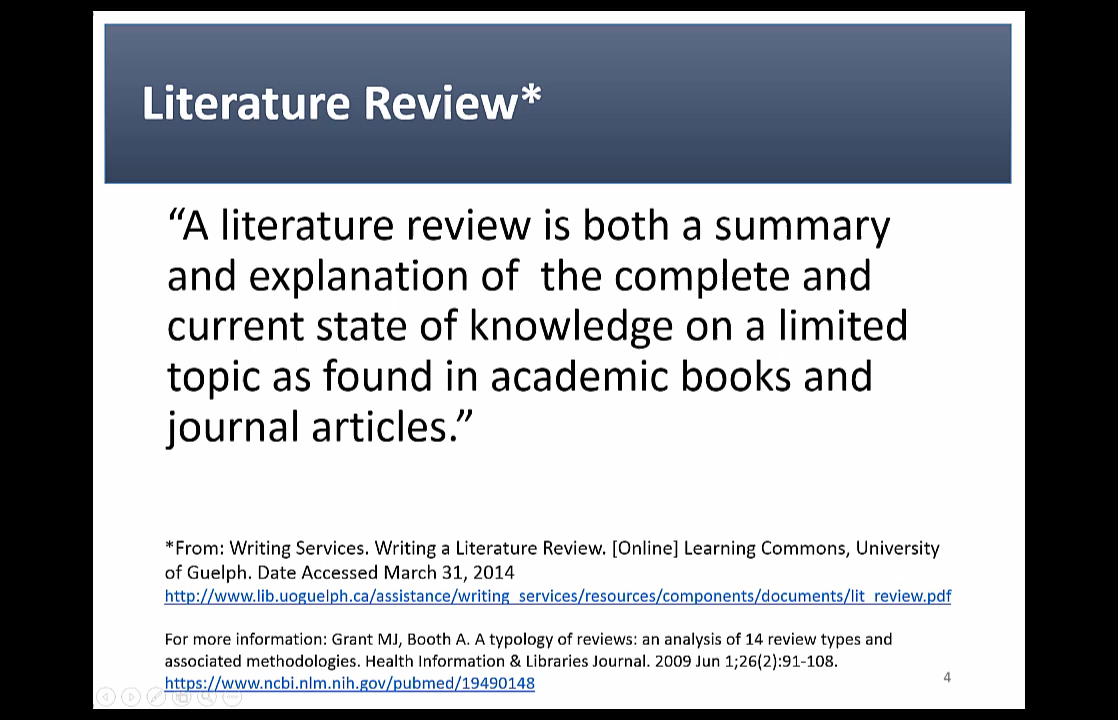 Literature Review*
“A literature review is both a summary
and explanation of  the complete and
current state of knowledge on a limited
topic as found in academic books and
journal articles.”
*From: Writing Services. Writing a Literature Review. [Online] Learning Commons, University
of Guelph. Date Accessed March 31, 2014
http://www.lib.uoguelph.ca/assistance/writing_services/resources/components/documents/lit_review.pdf
For more information: Grant MJ, Booth A. A typology of reviews: an analysis of 14 review types and
associated methodologies. Health Information & Libraries Journal. 2009 Jun 1;26(2):91-108.
https://www.ncbi.nlm.nih.gov/pubmed/19490148
4